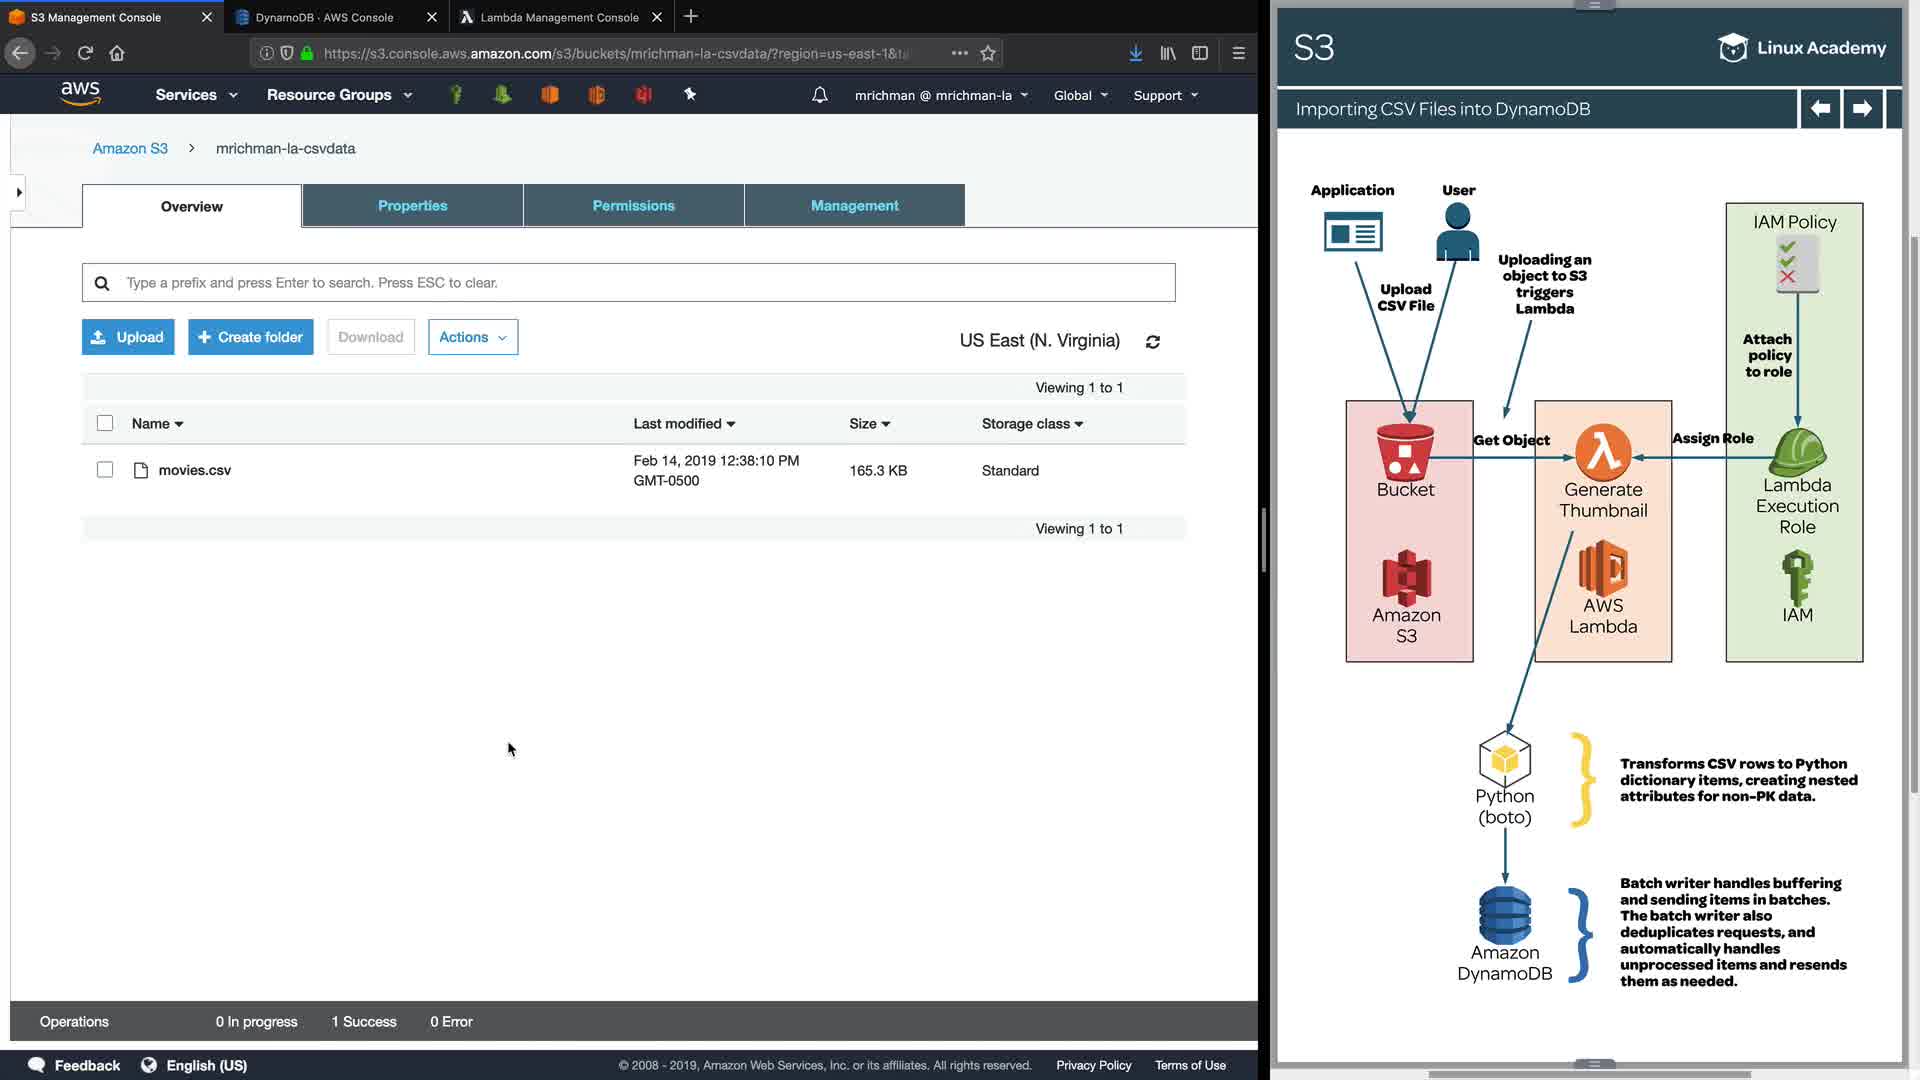 S3 Management Console
DynamoDB · AWS Console
Lambda Management Console
https://s3.console.aws.amazon.com/s3/buckets/mrichman-la-csvdata/?region=us-east-1&t
aws
Services
Resource Groups
mrichman @ mrichman-la
Global
Support
Amazon S3 > mrichman-la-csvdata
Overview
Properties
Permissions
Management
Type a prefix and press Enter to search. Press ESC to clear.
Upload
+ Create folder
Download
Actions
US East (N. Virginia)
Viewing 1 to 1
Name
Last modified
Size
Storage class
movies.csv
Feb 14, 2019 12:38:10 PM
GMT-0500
165.3 KB
Standard
Viewing 1 to 1
Operations
0 In progress
1 Success
0 Error
Feedback
English (US)
© 2008 - 2019, Amazon Web Services, Inc. or its affiliates. All rights reserved.
Privacy Policy
Terms of Use
S3
Linux Academy
Importing CSV Files into DynamoDB
Application
User
Upload
CSV File
Uploading an
object to S3
triggers
Lambda
IAM Policy
Attach
policy
to role
Get Object
Assign Role
Bucket
Generate
Thumbnail
Lambda
Execution
Role
Amazon
S3
AWS
Lambda
IAM
Python
(boto)
Transforms CSV rows to Python
dictionary items, creating nested
attributes for non-PK data.
Amazon
DynamoDB
Batch writer handles buffering
and sending items in batches.
The batch writer also
deduplicates requests, and
automatically handles
unprocessed items and resends
them as needed.